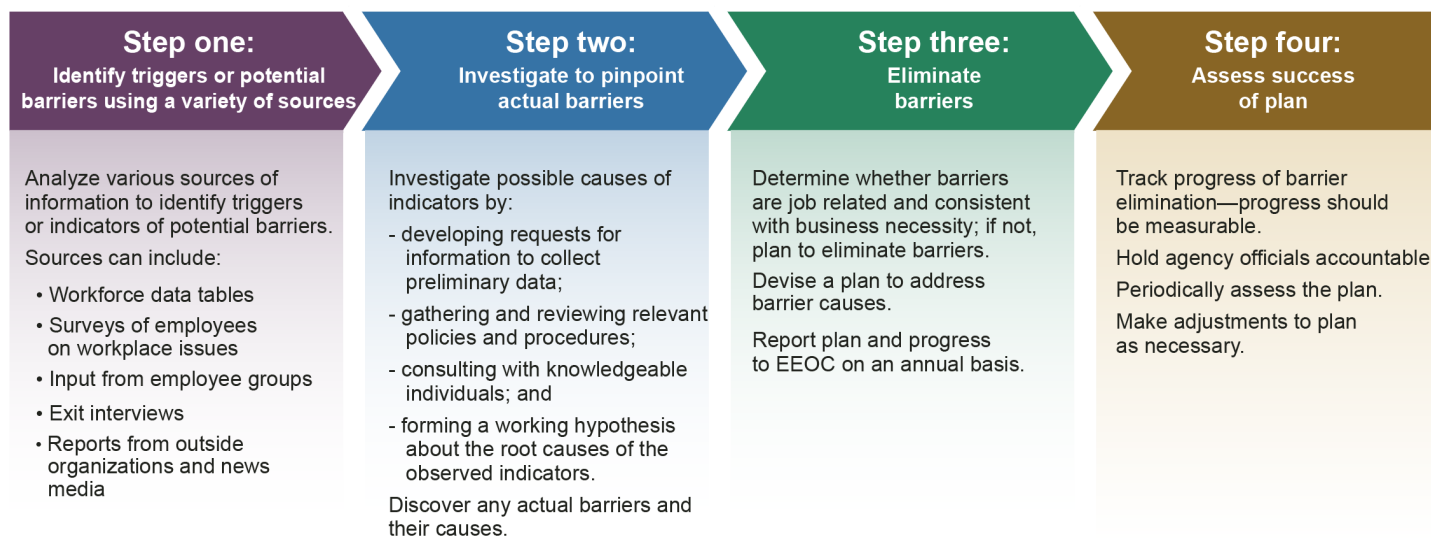 Step one:
Identify triggers or potential
barriers using a variety of sources
Analyze various sources of
information to identify triggers
or indicators of potential barriers.
Sources can include:
• Workforce data tables
• Surveys of employees
on workplace issues
• Input from employee groups
• Exit interviews
• Reports from outside
organizations and news
media
Step two:
Investigate to pinpoint
actual barriers
Investigate possible causes of
indicators by:
- developing requests for
information to collect
preliminary data;
- gathering and reviewing relevant
policies and procedures;
- consulting with knowledgeable
individuals; and
- forming a working hypothesis
about the root causes of the
observed indicators.
Discover any actual barriers and
their causes.
Step three:
Eliminate
barriers
Determine whether barriers
are job related and consistent
with business necessity; if not,
plan to eliminate barriers.
Devise a plan to address
barrier causes.
Report plan and progress
to EEOC on an annual basis.
Step four:
Assess success
of plan
Track progress of barrier
elimination—progress should
be measurable.
Hold agency officials accountable
Periodically assess the plan.
Make adjustments to plan
as necessary.